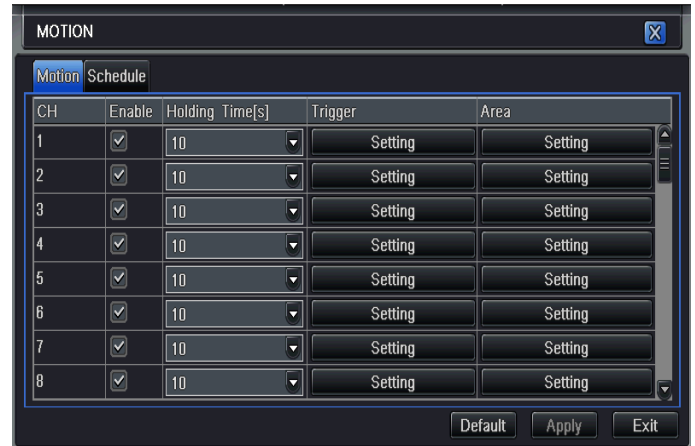 MOTION X
Motion Schedule
CH Enable Holding Time[s] Trigger Area
1 10 Setting Setting
2 10 Setting Setting
3 10 Setting Setting
4 10 Setting Setting
5 10 Setting Setting
6 10 Setting Setting
7 10 Setting Setting
8 10 Setting Setting
Default Apply Exit